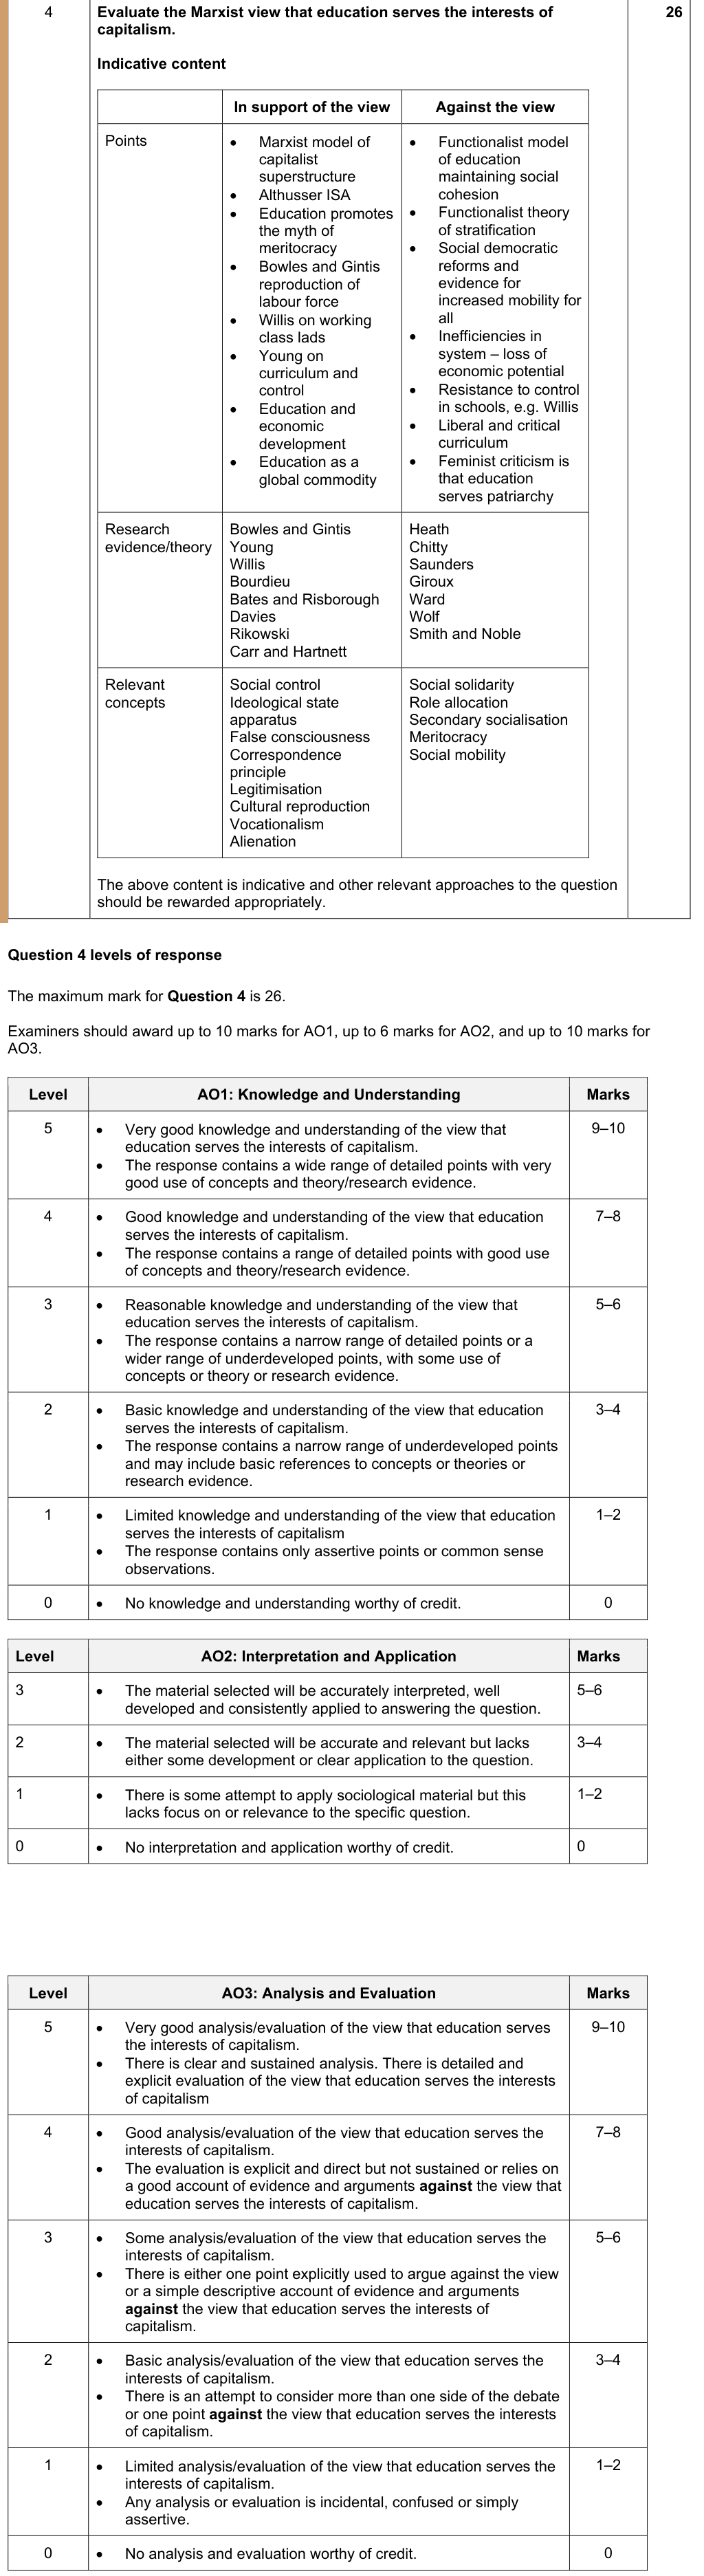 4
Evaluate the Marxist view that education serves the interests of
capitalism.
26
Indicative content
In support of the view
Against the view
Points
• Marxist model of
capitalist
superstructure
• Althusser ISA
• Education promotes
the myth of
meritocracy
• Bowles and Gintis
reproduction of
labour force
• Willis on working
class lads
• Young on
curriculum and
control
• Education and
economic
development
• Education as a
global commodity
• Functionalist model
of education
maintaining social
cohesion
• Functionalist theory
of stratification
• Social democratic
reforms and
evidence for
increased mobility for
all
• Inefficiencies in
system – loss of
economic potential
• Resistance to control
in schools, e.g. Willis
• Liberal and critical
curriculum
• Feminist criticism is
that education
serves patriarchy
Research
evidence/theory
Bowles and Gintis
Young
Willis
Bourdieu
Bates and Risborough
Davies
Rikowski
Carr and Hartnett
Heath
Chitty
Saunders
Giroux
Ward
Wolf
Smith and Noble
Relevant
concepts
Social control
Ideological state
apparatus
False consciousness
Correspondence
principle
Legitimisation
Cultural reproduction
Vocationalism
Alienation
Social solidarity
Role allocation
Secondary socialisation
Meritocracy
Social mobility
The above content is indicative and other relevant approaches to the question
should be rewarded appropriately.
Question 4 levels of response
The maximum mark for Question 4 is 26.
Examiners should award up to 10 marks for AO1, up to 6 marks for AO2, and up to 10 marks for
AO3.
Level AO1: Knowledge and Understanding Marks
5 • Very good knowledge and understanding of the view that 9–10
education serves the interests of capitalism.
• The response contains a wide range of detailed points with very
good use of concepts and theory/research evidence.
4 • Good knowledge and understanding of the view that education 7–8
serves the interests of capitalism.
• The response contains a range of detailed points with good use
of concepts and theory/research evidence.
3 • Reasonable knowledge and understanding of the view that 5–6
education serves the interests of capitalism.
• The response contains a narrow range of detailed points or a
wider range of underdeveloped points, with some use of
concepts or theory or research evidence.
2 • Basic knowledge and understanding of the view that education 3–4
serves the interests of capitalism.
• The response contains a narrow range of underdeveloped points
and may include basic references to concepts or theories or
research evidence.
1 • Limited knowledge and understanding of the view that education 1–2
serves the interests of capitalism
• The response contains only assertive points or common sense
observations.
0 • No knowledge and understanding worthy of credit. 0
Level AO2: Interpretation and Application Marks
3 • The material selected will be accurately interpreted, well 5–6
developed and consistently applied to answering the question.
2 • The material selected will be accurate and relevant but lacks 3–4
either some development or clear application to the question.
1 • There is some attempt to apply sociological material but this 1–2
lacks focus on or relevance to the specific question.
0 • No interpretation and application worthy of credit. 0
Level AO3: Analysis and Evaluation Marks
5 • Very good analysis/evaluation of the view that education serves 9–10
the interests of capitalism.
• There is clear and sustained analysis. There is detailed and
explicit evaluation of the view that education serves the interests
of capitalism
4 • Good analysis/evaluation of the view that education serves the 7–8
interests of capitalism.
• The evaluation is explicit and direct but not sustained or relies on
a good account of evidence and arguments against the view that
education serves the interests of capitalism.
3 • Some analysis/evaluation of the view that education serves the 5–6
interests of capitalism.
• There is either one point explicitly used to argue against the view
or a simple descriptive account of evidence and arguments
against the view that education serves the interests of
capitalism.
2 • Basic analysis/evaluation of the view that education serves the 3–4
interests of capitalism.
• There is an attempt to consider more than one side of the debate
or one point against the view that education serves the interests
of capitalism.
1 • Limited analysis/evaluation of the view that education serves the 1–2
interests of capitalism.
• Any analysis or evaluation is incidental, confused or simply
assertive.
0 • No analysis and evaluation worthy of credit. 0